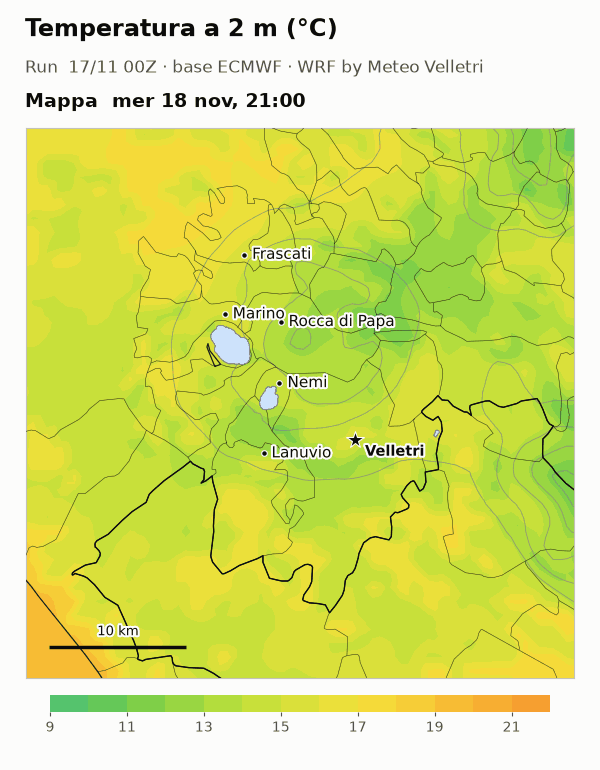 Temperatura a 2 m (°C)
Run 17/11 00Z · base ECMWF · WRF by Meteo Velletri
Mappa mer 18 nov, 21:00
Frascati
Marino
Rocca di Papa
Nemi
Velletri
Lanuvio
10 km
9 11 13 15 17 19 21